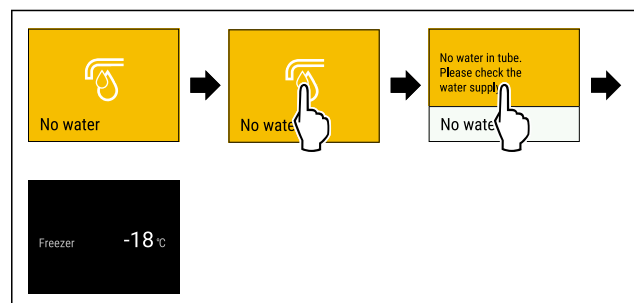 No water
No wate
No water in tube.
Please check the
water supply
No wate
Freezer -18 °C